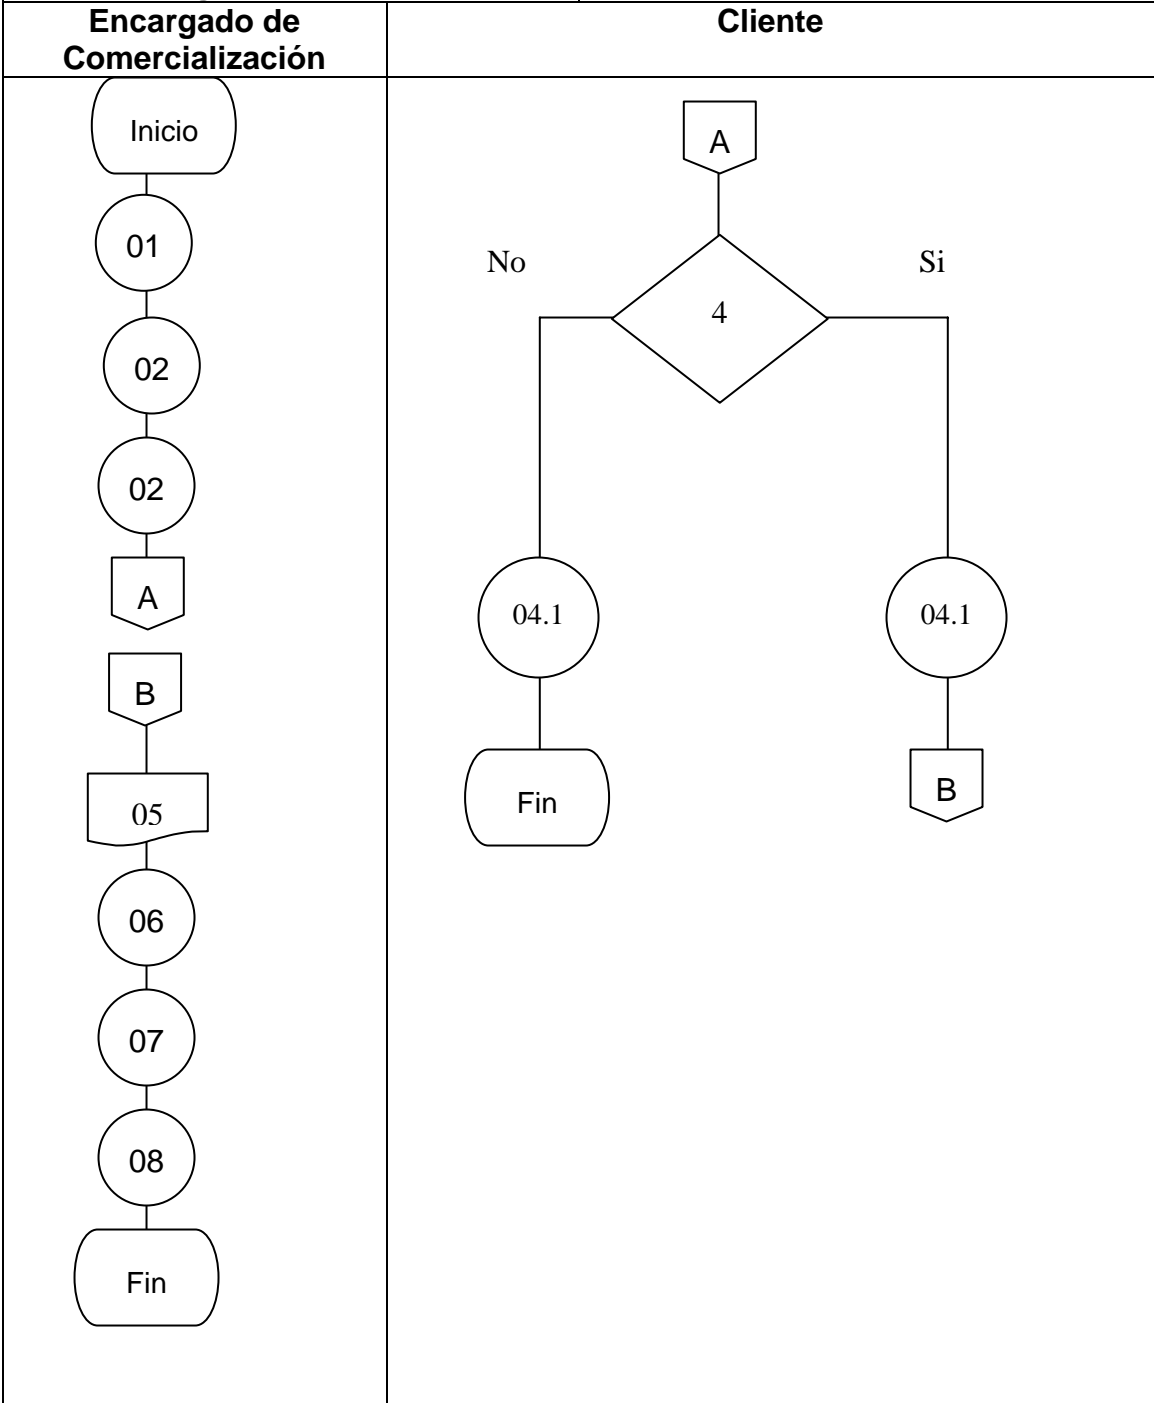 Encargado de
Comercialización
Cliente
Inicio
01
02
02
A
B
05
06
07
08
Fin
A
No
Si
4
04.1
04.1
Fin
B